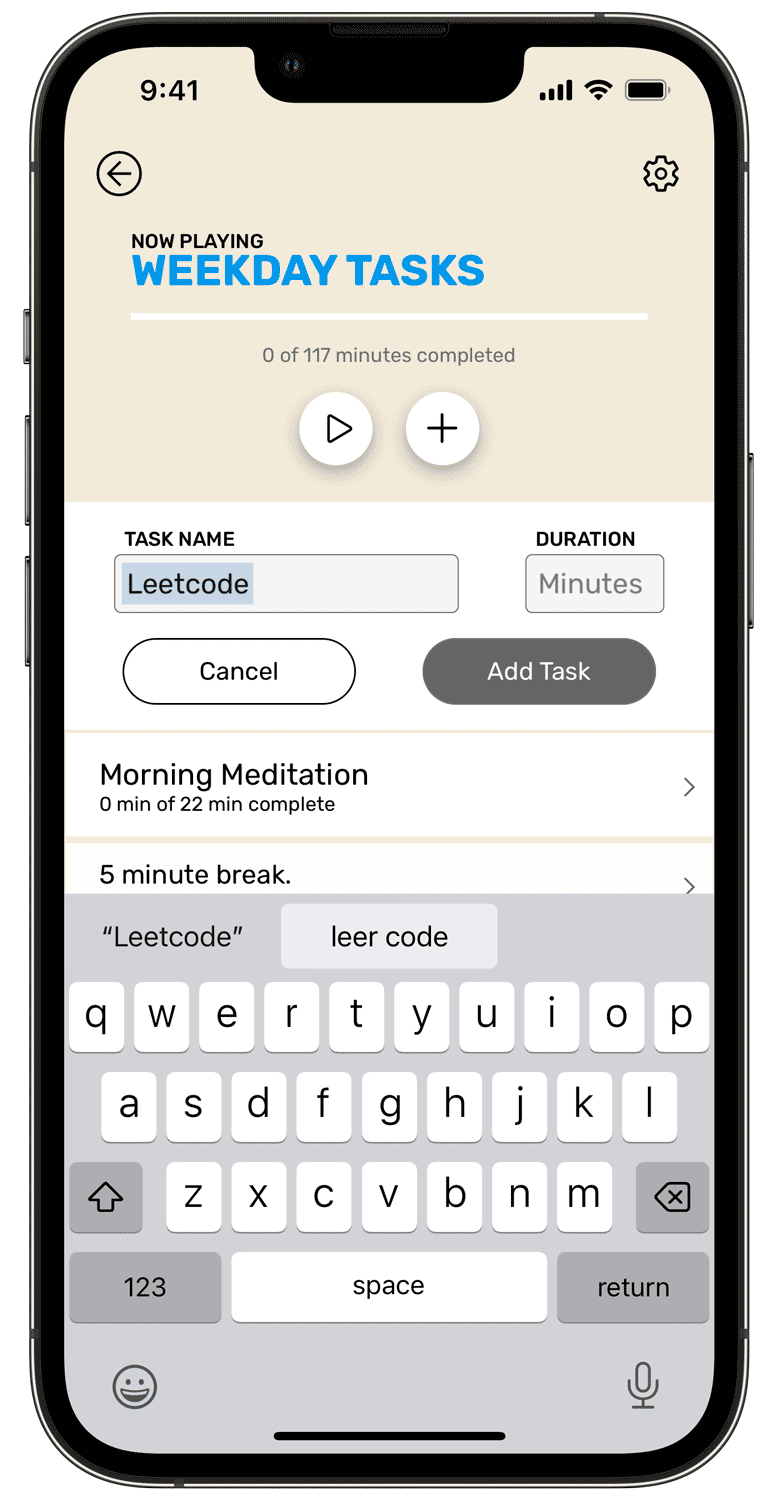 9:41
NOW PLAYING
WEEKDAY TASKS
0 of 117 minutes completed
TASK NAME DURATION
Leetcode Minutes
Cancel Add Task
Morning Meditation
0 min of 22 min complete
5 minute break.
“Leetcode” leer code
q w e r t y u i o p
a s d f g h j k l
z x c v b n m
123 space return